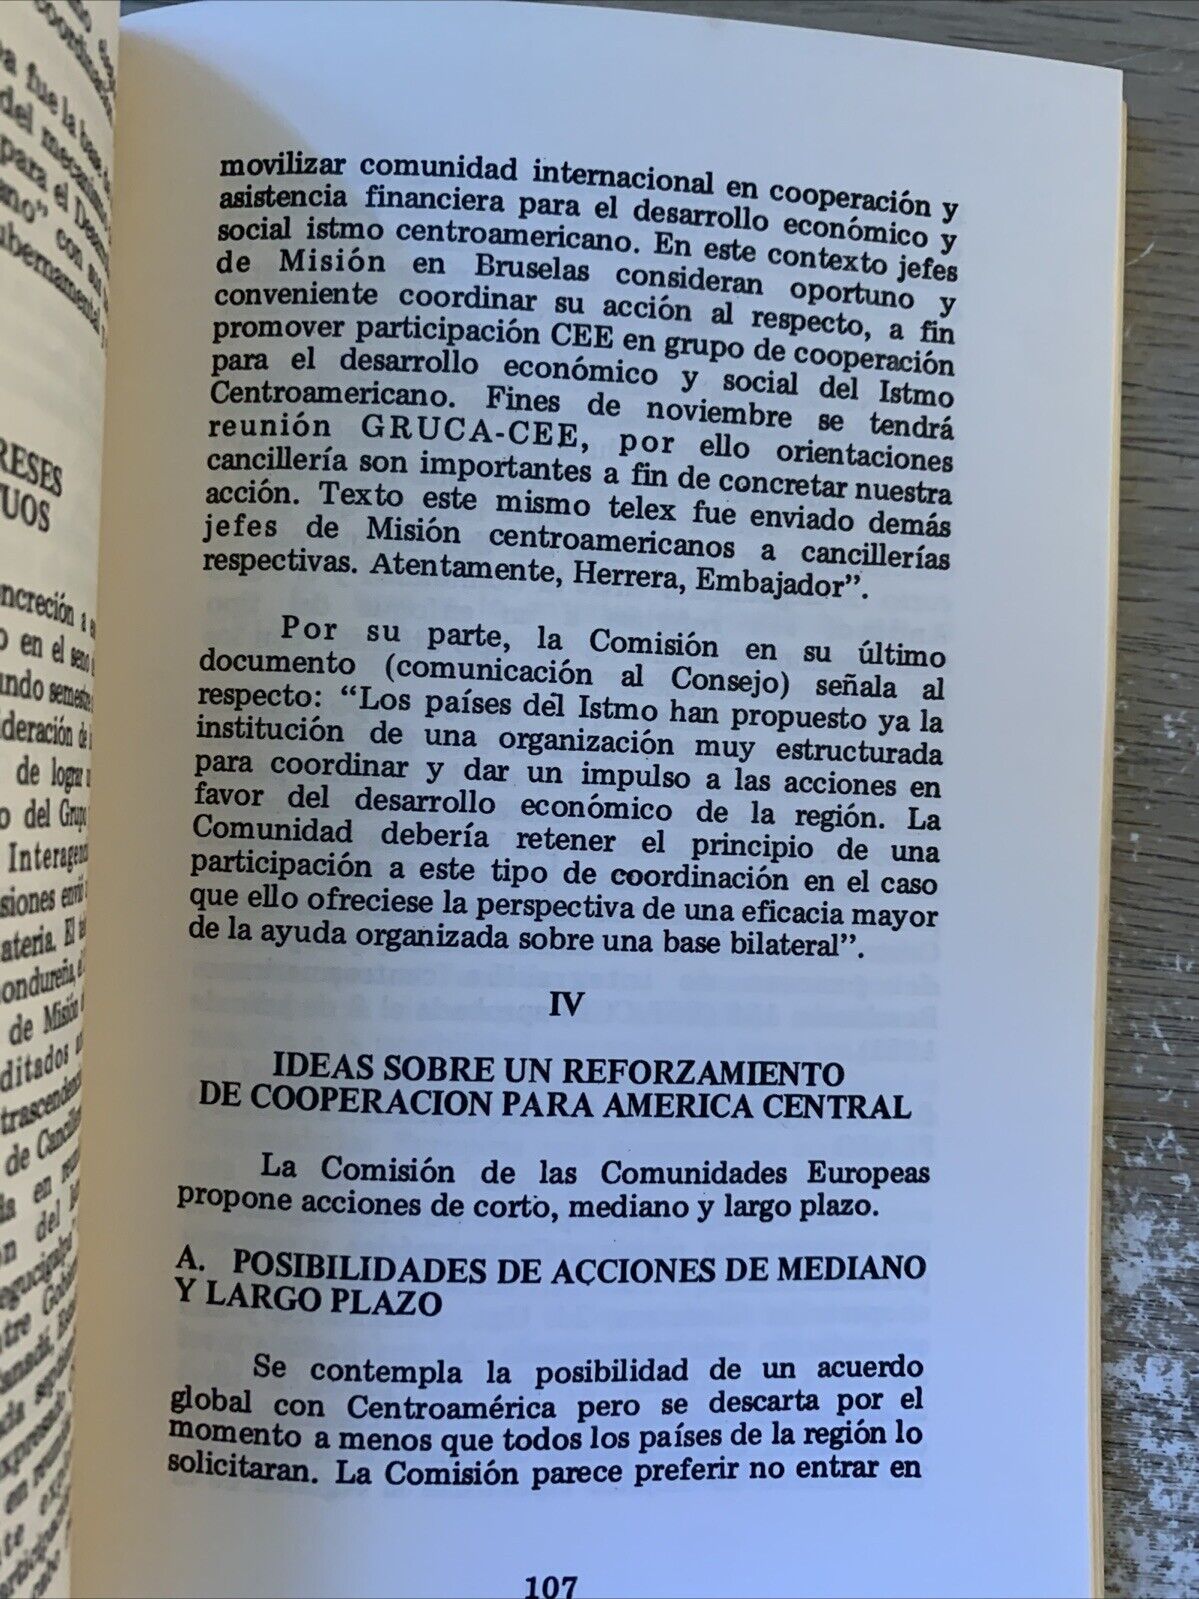 movilizar comunidad internacional en cooperación y
asistencia financiera para el desarrollo económico y
social istmo centroamericano. En este contexto jefes
de Misión en Bruselas consideran oportuno y
conveniente coordinar su acción al respecto, a fin
promover participación CEE en grupo de cooperación
para el desarrollo económico y social del Istmo
Centroamericano. Fines de noviembre se tendrá
reunión GRUCA-CEE, por ello orientaciones
cancillería son importantes a fin de concretar nuestra
acción. Texto este mismo telex fue enviado demás
jefes de Misión centroamericanos a cancillerías
respectivas. Atentamente, Herrera, Embajador”.
Por su parte, la Comisión en su último
documento (comunicación al Consejo) señala al
respecto: “Los países del Istmo han propuesto ya la
institución de una organización muy estructurada
para coordinar y dar un impulso a las acciones en
favor del desarrollo económico de la región. La
Comunidad debería retener el principio de una
participación a este tipo de coordinación en el caso
que ello ofreciese la perspectiva de una eficacia mayor
de la ayuda organizada sobre una base bilateral”.
IV
IDEAS SOBRE UN REFORZAMIENTO
DE COOPERACION PARA AMERICA CENTRAL
La Comisión de las Comunidades Europeas
propone acciones de corto, mediano y largo plazo.
A. POSIBILIDADES DE ACCIONES DE MEDIANO
Y LARGO PLAZO
Se contempla la posibilidad de un acuerdo
global con Centroamérica pero se descarta por el
momento a menos que todos los países de la región lo
solicitaran. La Comisión parece preferir no entrar en
107